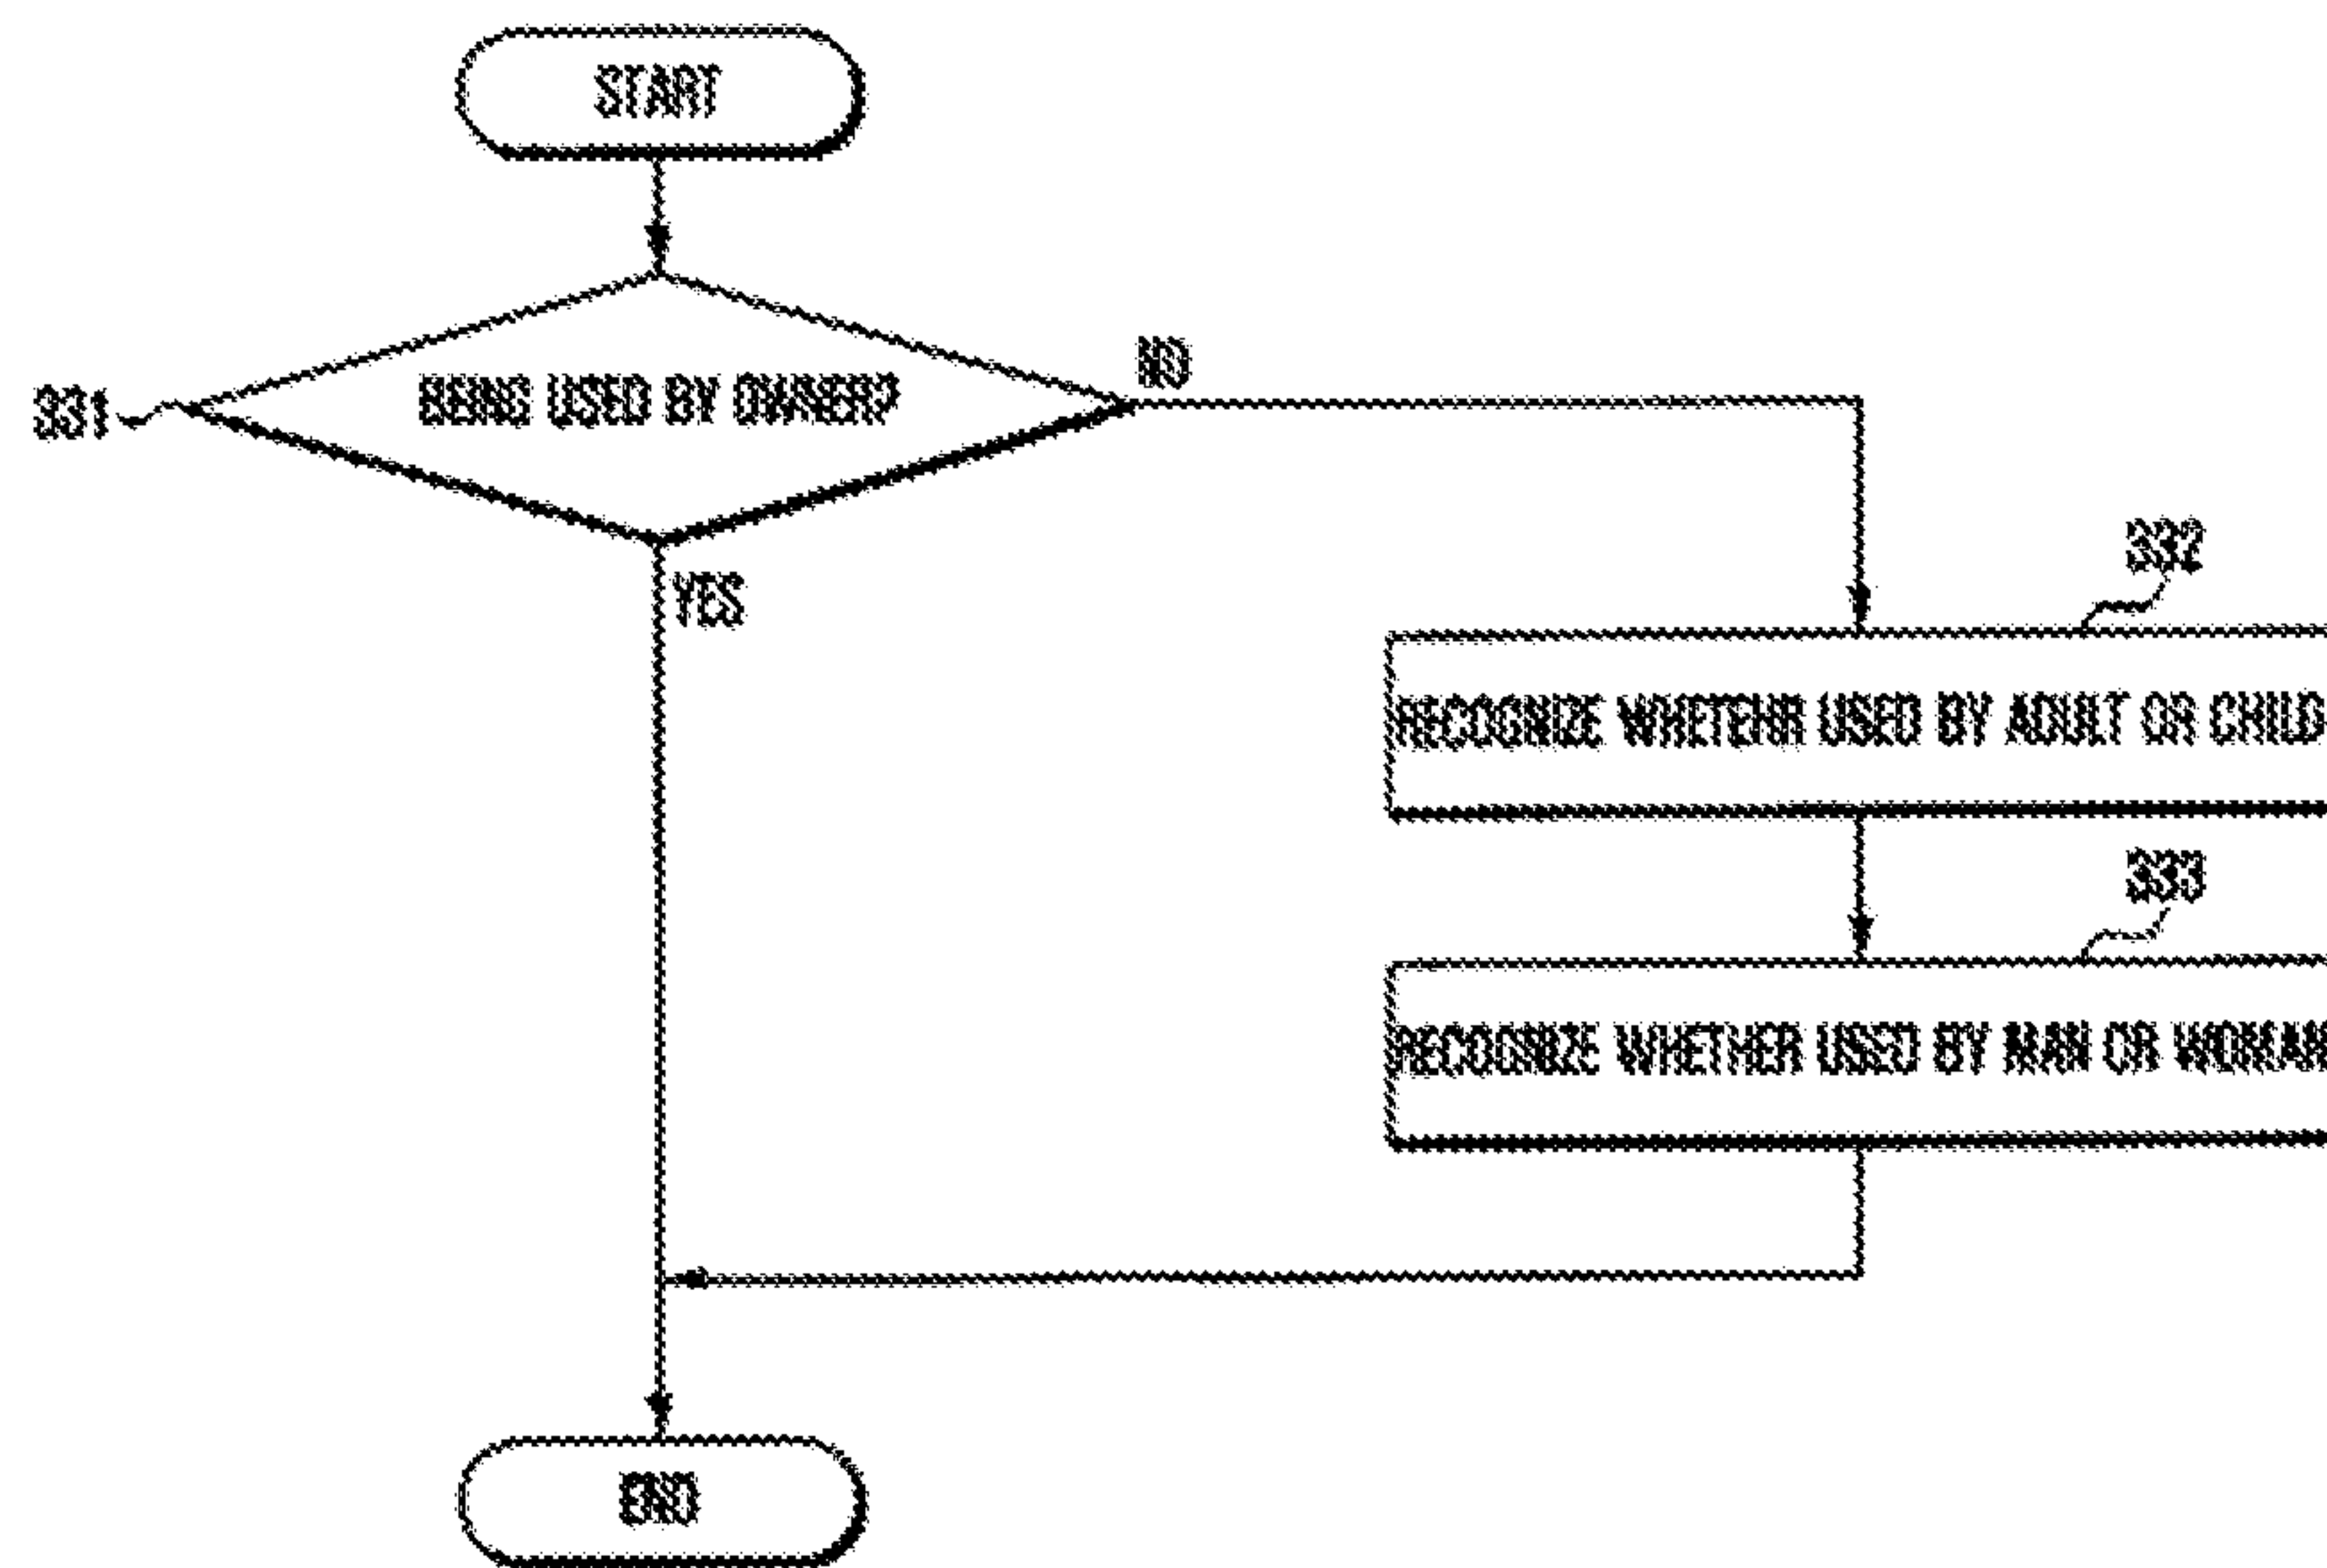 START
BEING USED BY OWNER?
NO
331
YES
332
RECOGNIZE WHETEHR USED BY ADULT OR CHILD
333
RECOGNIZE WHETHER USED BY MAN OR WOMAN
END